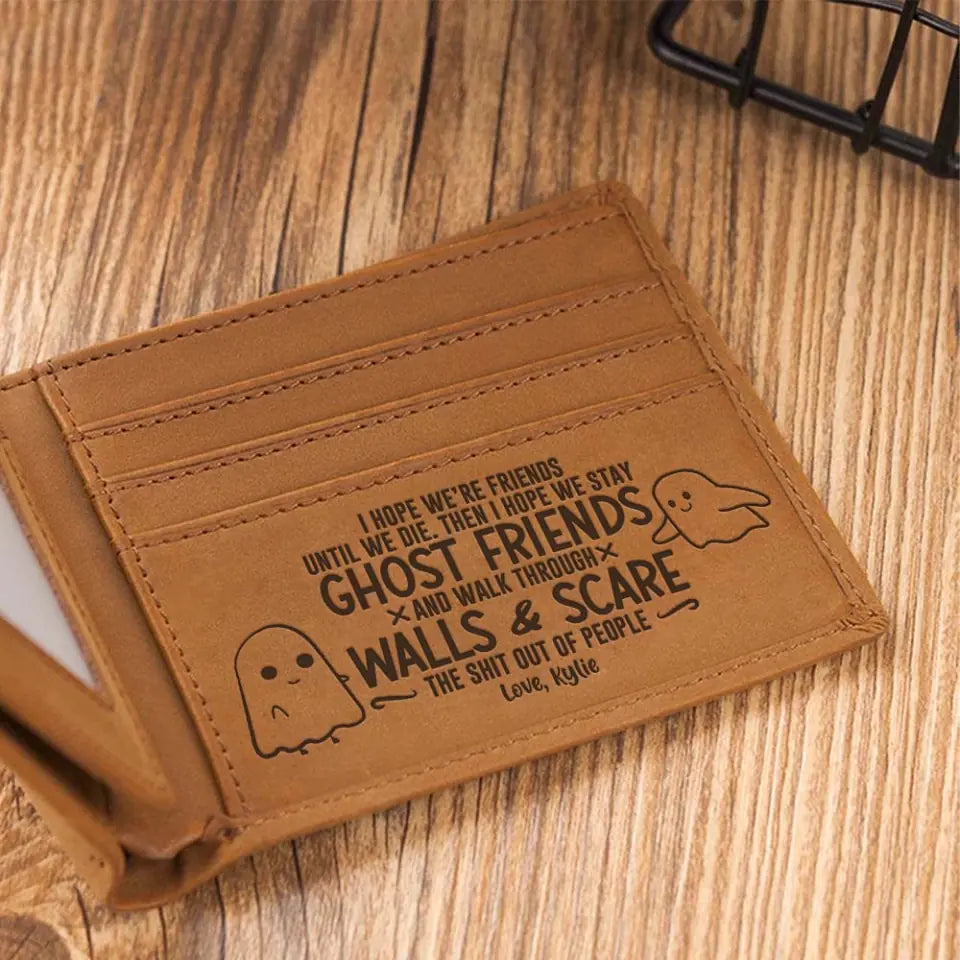 I HOPE WE'RE FRIENDS
UNTIL WE DIE. THEN I HOPE WE STAY
GHOST FRIENDS
AND WALK THROUGH
WALLS & SCARE
THE SHIT OUT OF PEOPLE
Love, Kylie